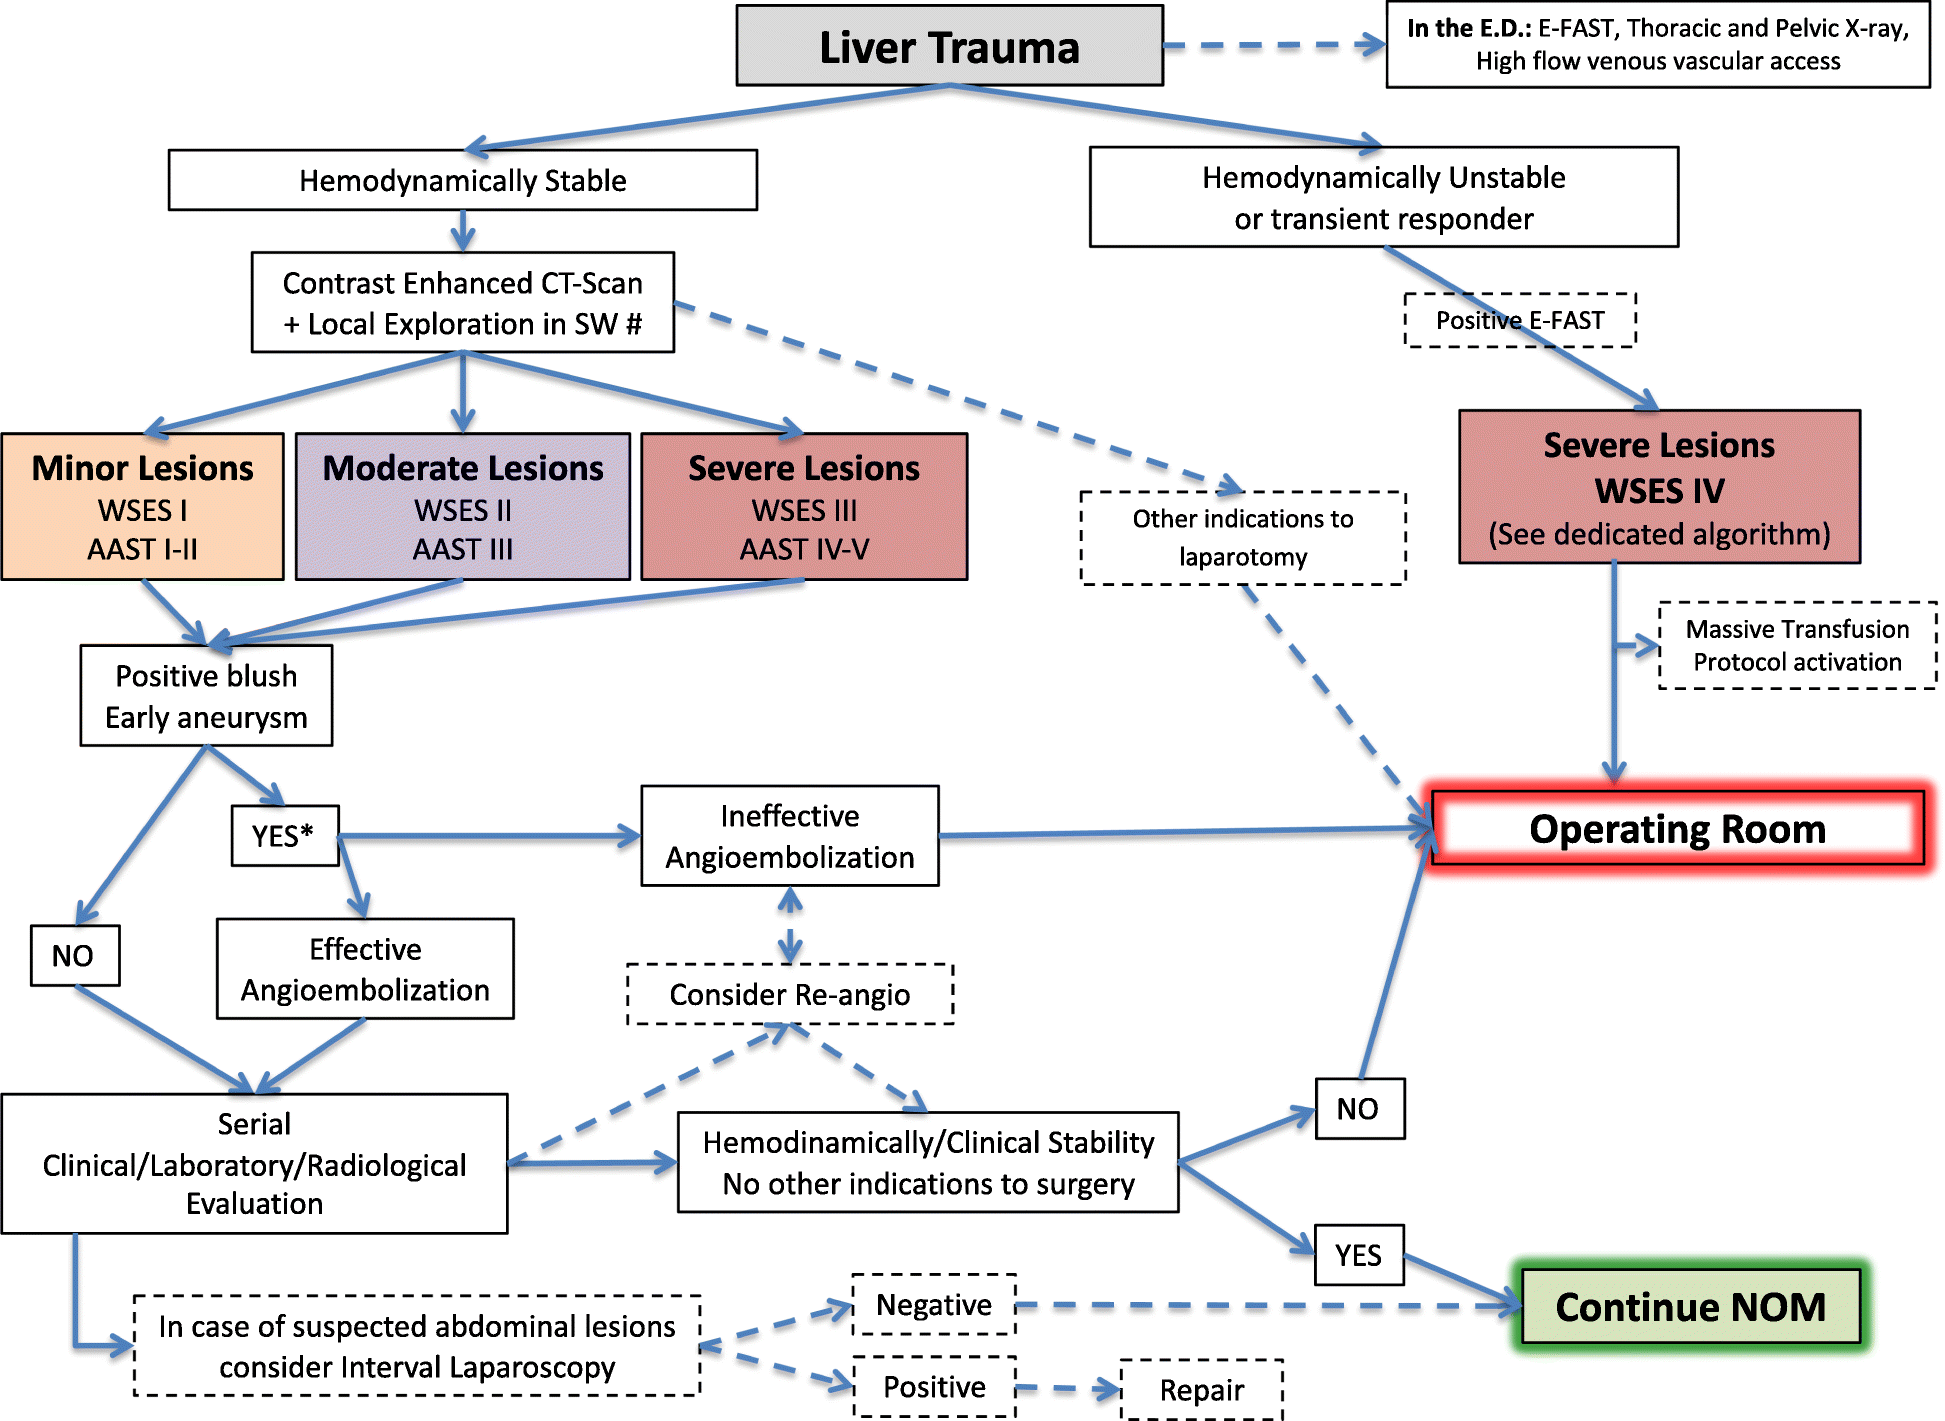 Liver Trauma
In the E.D.: E-FAST, Thoracic and Pelvic X-ray,
High flow venous vascular access
Hemodynamically Stable
Hemodynamically Unstable
or transient responder
Contrast Enhanced CT-Scan
+ Local Exploration in SW #
Positive E-FAST
Minor Lesions
WSES I
AAST I-II
Moderate Lesions
WSES II
AAST III
Severe Lesions
WSES III
AAST IV-V
Other indications to
laparotomy
Severe Lesions
WSES IV
(See dedicated algorithm)
Massive Transfusion
Protocol activation
Positive blush
Early aneurysm
YES*
Ineffective
Angioembolization
Operating Room
NO
Effective
Angioembolization
Consider Re-angio
Serial
Clinical/Laboratory/Radiological
Evaluation
Hemodinamically/Clinical Stability
No other indications to surgery
NO
YES
In case of suspected abdominal lesions
consider Interval Laparoscopy
Negative
Positive
Repair
Continue NOM